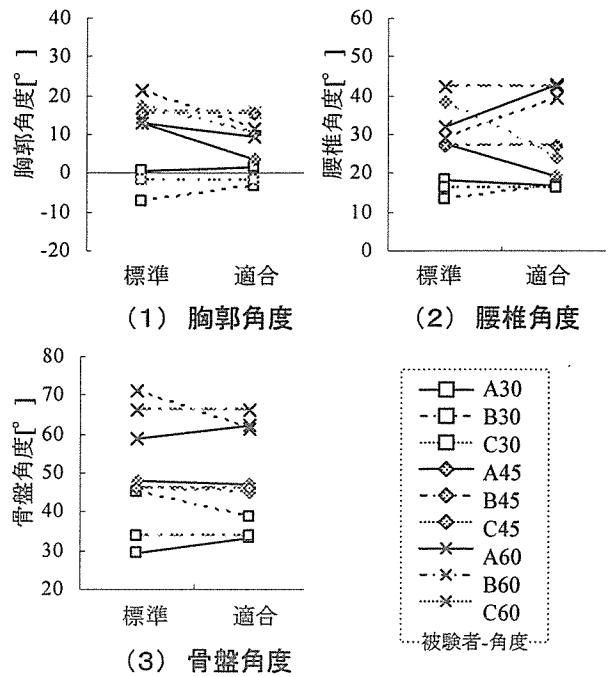 胸郭角度[°]
40
30
20
10
0
-10
-20
標準 適合
(1) 胸郭角度
腰椎角度[°]
60
50
40
30
20
10
0
標準 適合
(2) 腰椎角度
骨盤角度[°]
80
70
60
50
40
30
20
標準 適合
(3) 骨盤角度
A30
B30
C30
A45
B45
C45
A60
B60
C60
被験者-角度